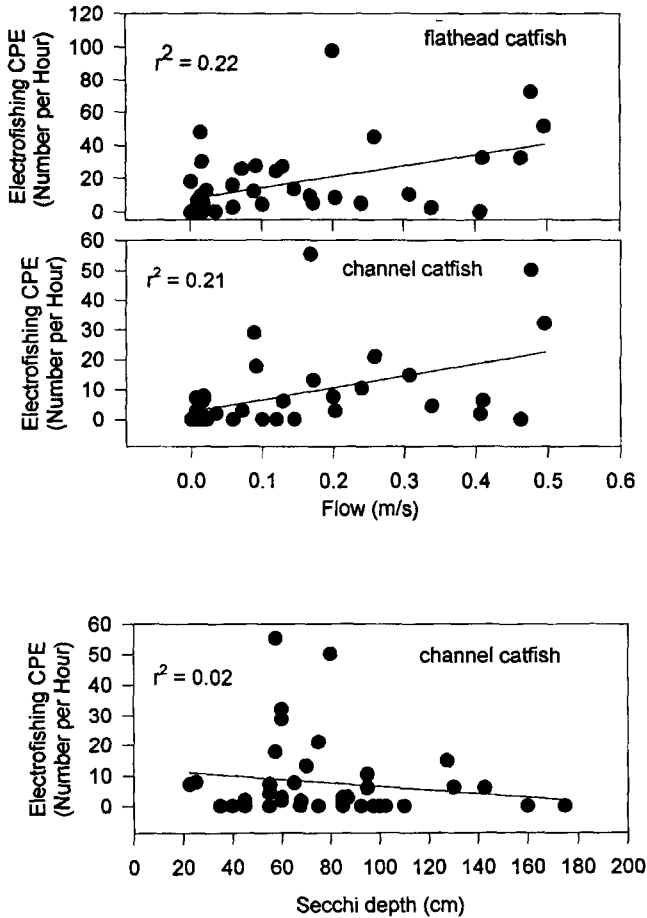 Electrofishing CPE
(Number per Hour)
120
100
80
60
40
20
0
r² = 0.22
flathead catfish
Electrofishing CPE
(Number per Hour)
60
50
40
30
20
10
0
r² = 0.21
channel catfish
0.0 0.1 0.2 0.3 0.4 0.5 0.6
Flow (m/s)
Electrofishing CPE
(Number per Hour)
60
50
40
30
20
10
0
r² = 0.02
channel catfish
0 20 40 60 80 100 120 140 160 180 200
Secchi depth (cm)